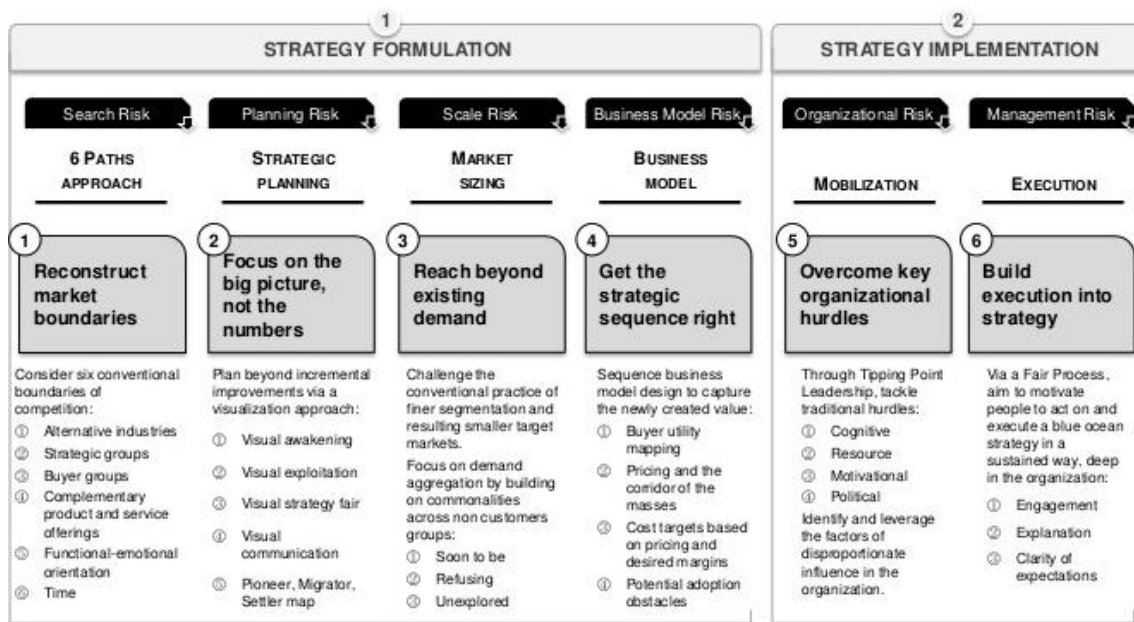 1
STRATEGY FORMULATION
2
STRATEGY IMPLEMENTATION
Search Risk
6 PATHS
APPROACH
1
Reconstruct
market
boundaries
Consider six conventional
boundaries of
competition:
① Alternative industries
② Strategic groups
③ Buyer groups
④ Complementary
product and service
offerings
⑤ Functional-emotional
orientation
⑥ Time
Planning Risk
STRATEGIC
PLANNING
2
Focus on the
big picture,
not the
numbers
Plan beyond incremental
improvements via a
visualization approach:
① Visual awakening
② Visual exploitation
③ Visual strategy fair
④ Visual
communication
⑤ Pioneer, Migrator,
Settler map
Scale Risk
MARKET
SIZING
3
Reach beyond
existing
demand
Challenge the
conventional practice of
finer segmentation and
resulting smaller target
markets.
Focus on demand
aggregation by building
on commonalities
across non customers
groups:
① Soon to be
② Refusing
③ Unexplored
Business Model Risk
BUSINESS
MODEL
4
Get the
strategic
sequence right
Sequence business
model design to capture
the newly created value:
① Buyer utility
mapping
② Pricing and the
corridor of the
masses
③ Cost targets based
on pricing and
desired margins
④ Potential adoption
obstacles
Organizational Risk
MOBILIZATION
5
Overcome key
organizational
hurdles
Through Tipping Point
Leadership, tackle
traditional hurdles:
① Cognitive
② Resource
③ Motivational
④ Political
Identify and leverage
the factors of
disproportionate
influence in the
organization.
Management Risk
EXECUTION
6
Build
execution into
strategy
Via a Fair Process,
aim to motivate
people to act on and
execute a blue ocean
strategy in a
sustained way, deep
in the organization:
① Engagement
② Explanation
③ Clarity of
expectations